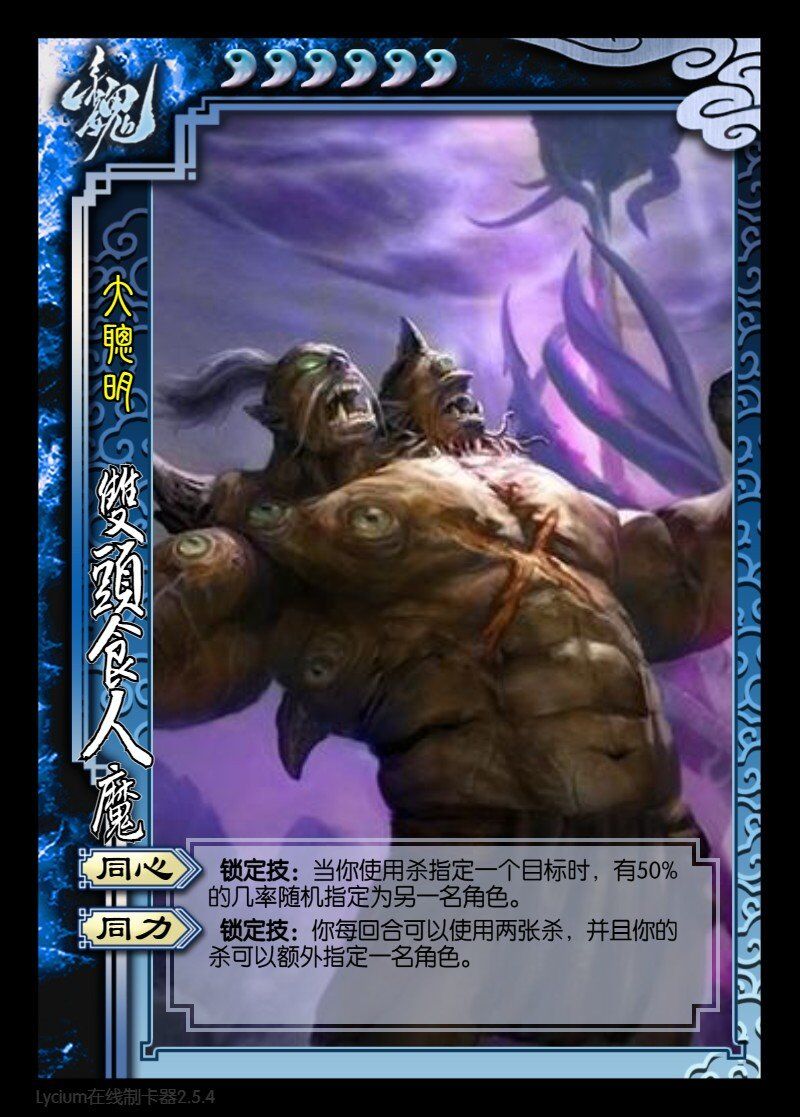 魏
大聰明
雙頭食人魔
同心
锁定技：当你使用杀指定一个目标时，有50%
的几率随机指定为另一名角色。
同力
锁定技：你每回合可以使用两张杀，并且你的
杀可以额外指定一名角色。
Lycium在线制卡器2.5.4